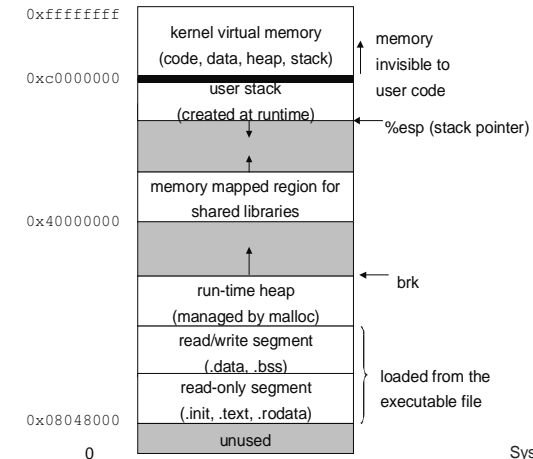 0xffffffff
kernel virtual memory
(code, data, heap, stack)
memory
invisible to
user code
0xc0000000
user stack
(created at runtime)
%esp (stack pointer)
memory mapped region for
shared libraries
0x40000000
brk
run-time heap
(managed by malloc)
read/write segment
(.data, .bss)
read-only segment
(.init, .text, .rodata)
loaded from the
executable file
0x08048000
unused
0
Sys